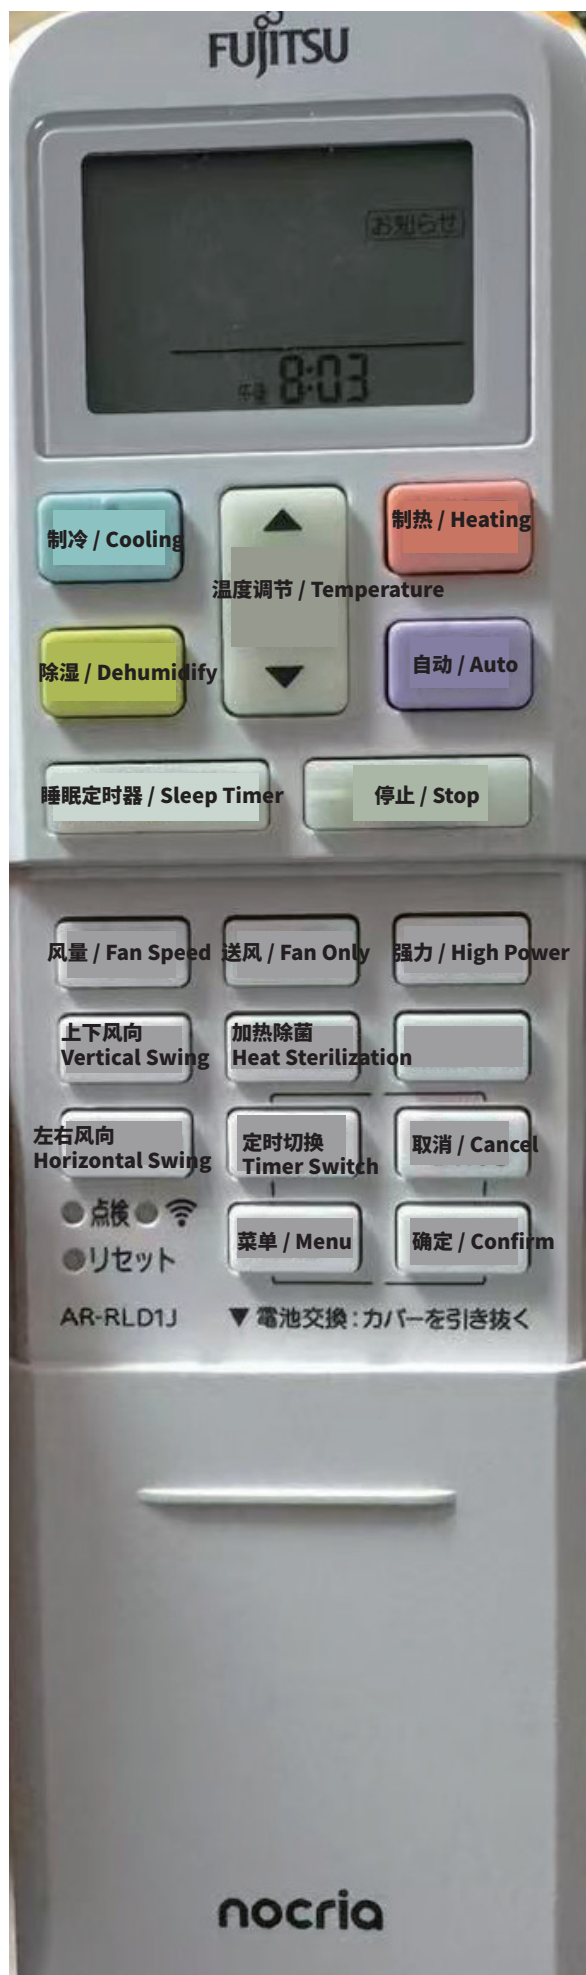 FUJITSU
お知らせ
午後 8:03
制冷 / Cooling
温度调节 / Temperature
制热 / Heating
除湿 / Dehumidify
自动 / Auto
睡眠定时器 / Sleep Timer
停止 / Stop
风量 / Fan Speed
送风 / Fan Only
强力 / High Power
上下风向
Vertical Swing
加热除菌
Heat Sterilization
左右风向
Horizontal Swing
定时切换
Timer Switch
取消 / Cancel
点検
リセット
菜单 / Menu
确定 / Confirm
AR-RLD1J
▼ 電池交換：カバーを引き抜く
nocria